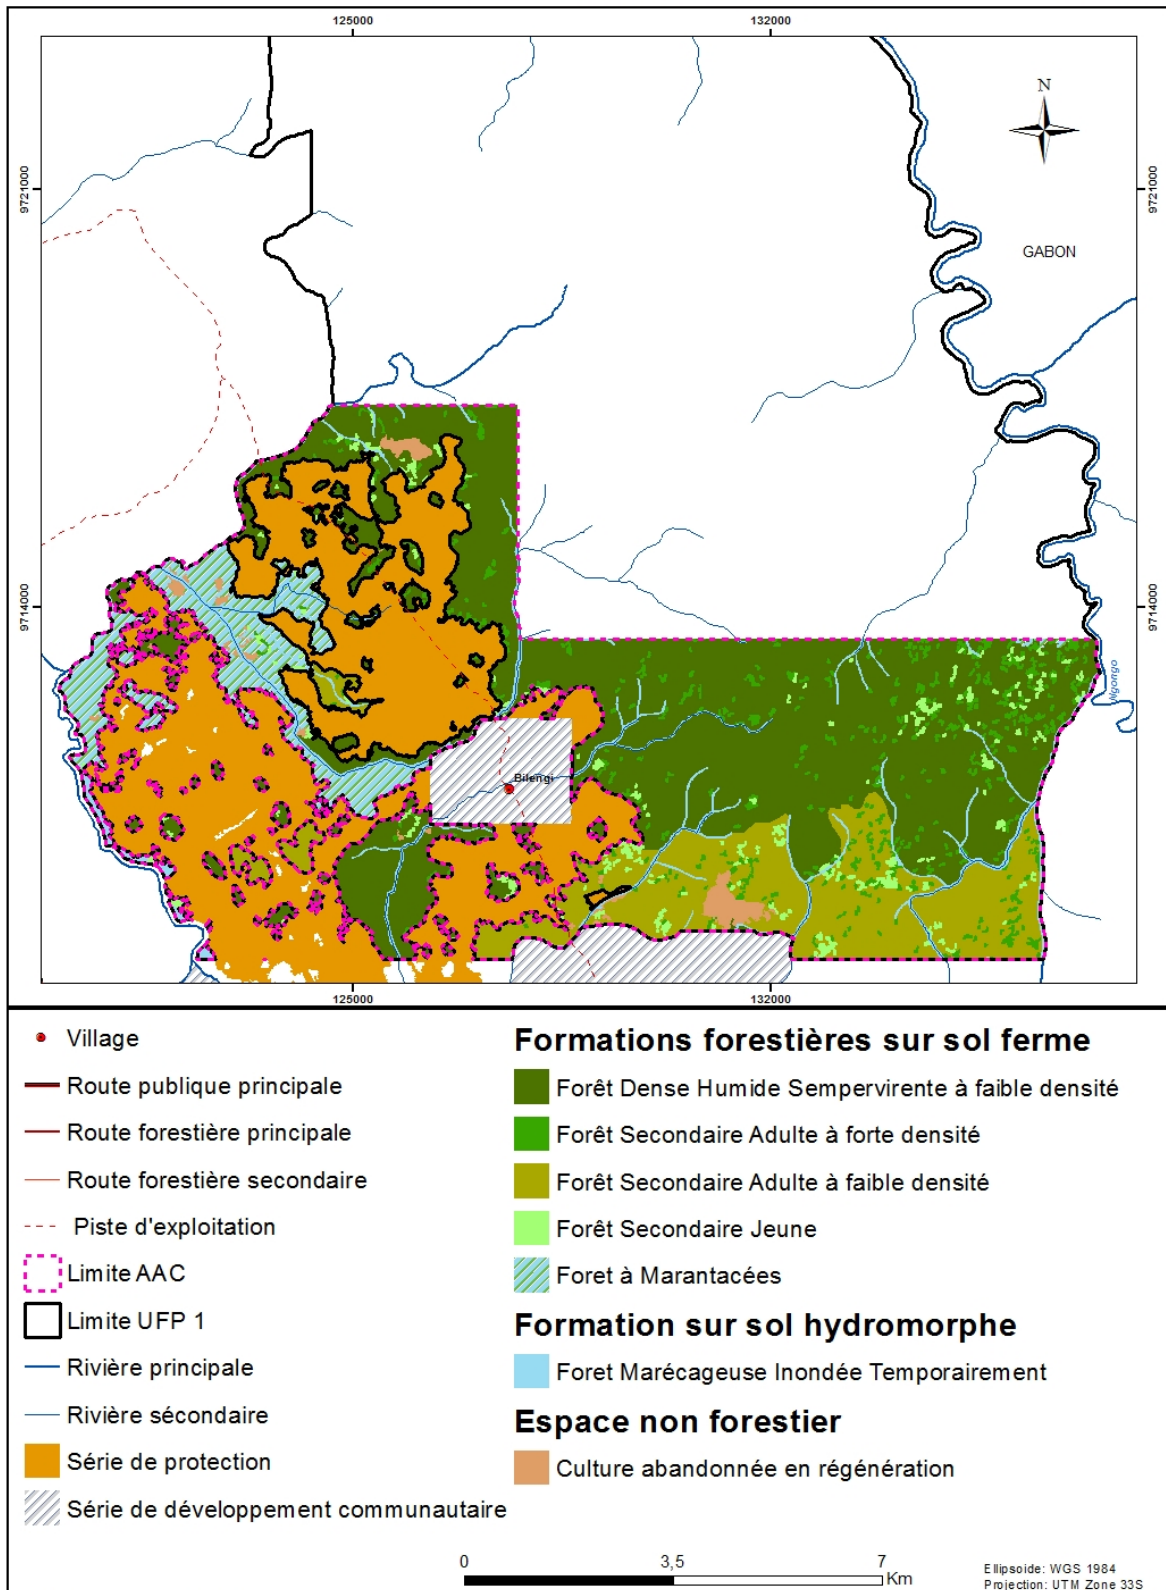 125000
132000
N
9721000
9721000
GABON
9714000
9714000
Ngongo
Bilengi
125000
132000
Village
Route publique principale
Route forestière principale
Route forestière secondaire
Piste d'exploitation
Limite AAC
Limite UFP 1
Rivière principale
Rivière sécondaire
Série de protection
Série de développement communautaire
Formations forestières sur sol ferme
Forêt Dense Humide Sempervirente à faible densité
Forêt Secondaire Adulte à forte densité
Forêt Secondaire Adulte à faible densité
Forêt Secondaire Jeune
Foret à Marantacées
Formation sur sol hydromorphe
Foret Marécageuse Inondée Temporairement
Espace non forestier
Culture abandonnée en régénération
0 3,5 7
Km
Ellipsoide: WGS 1984
Projection: UTM Zone 33S